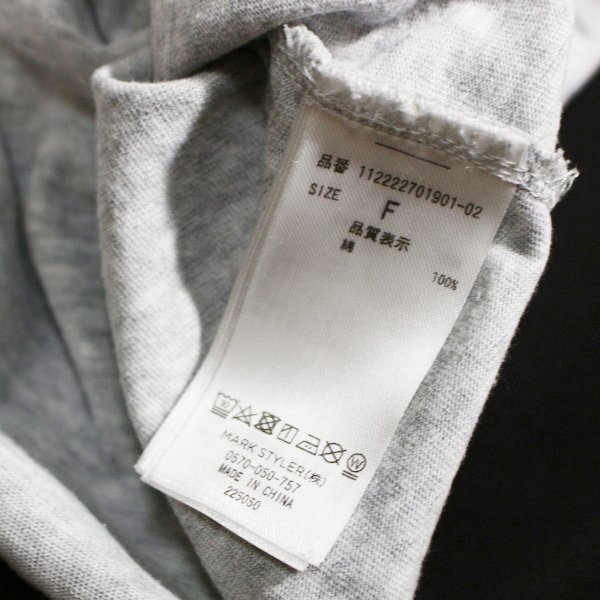 品番 112222701901-02
SIZE F
品質表示
綿 100%
MARK STYLER(株)
0570-050-757
MADE IN CHINA
225030